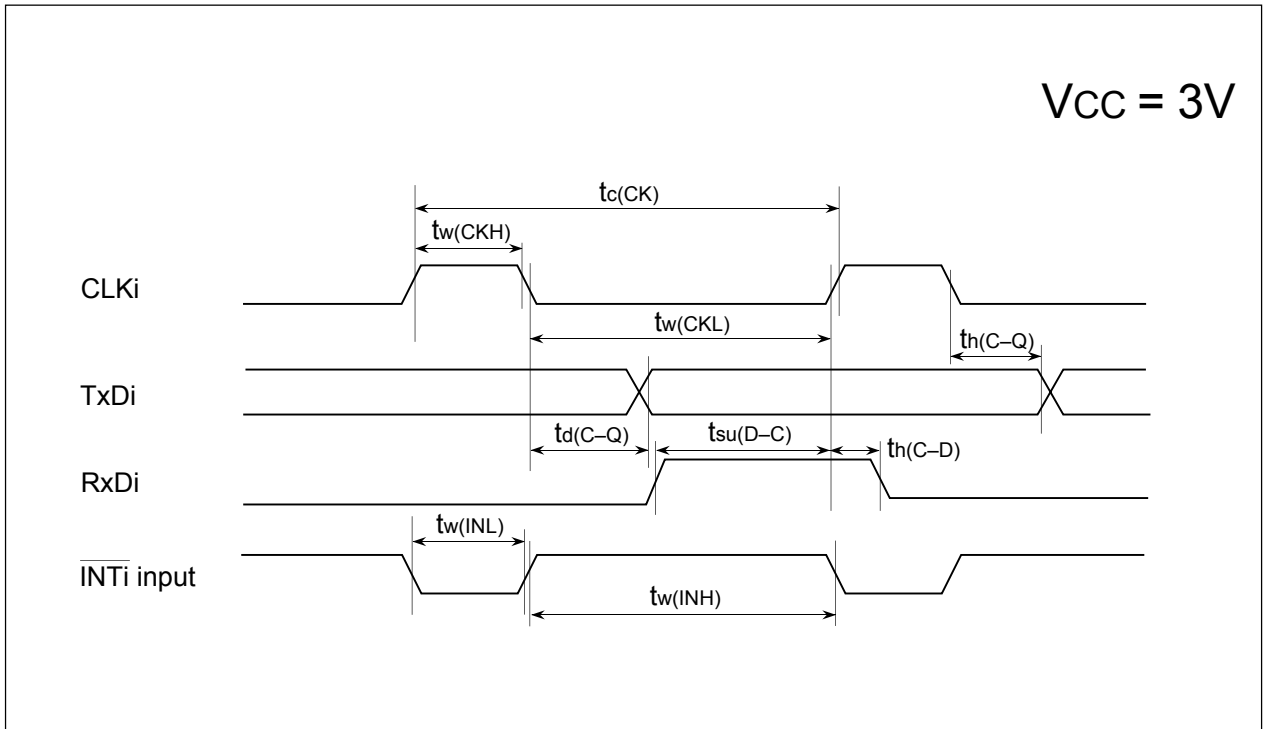 VCC = 3V
tc(CK)
tw(CKH)
CLKi
tw(CKL)
th(C–Q)
TxDi
td(C–Q)
tsu(D–C)
th(C–D)
RxDi
tw(INL)
I̅N̅T̅i̅ input
tw(INH)